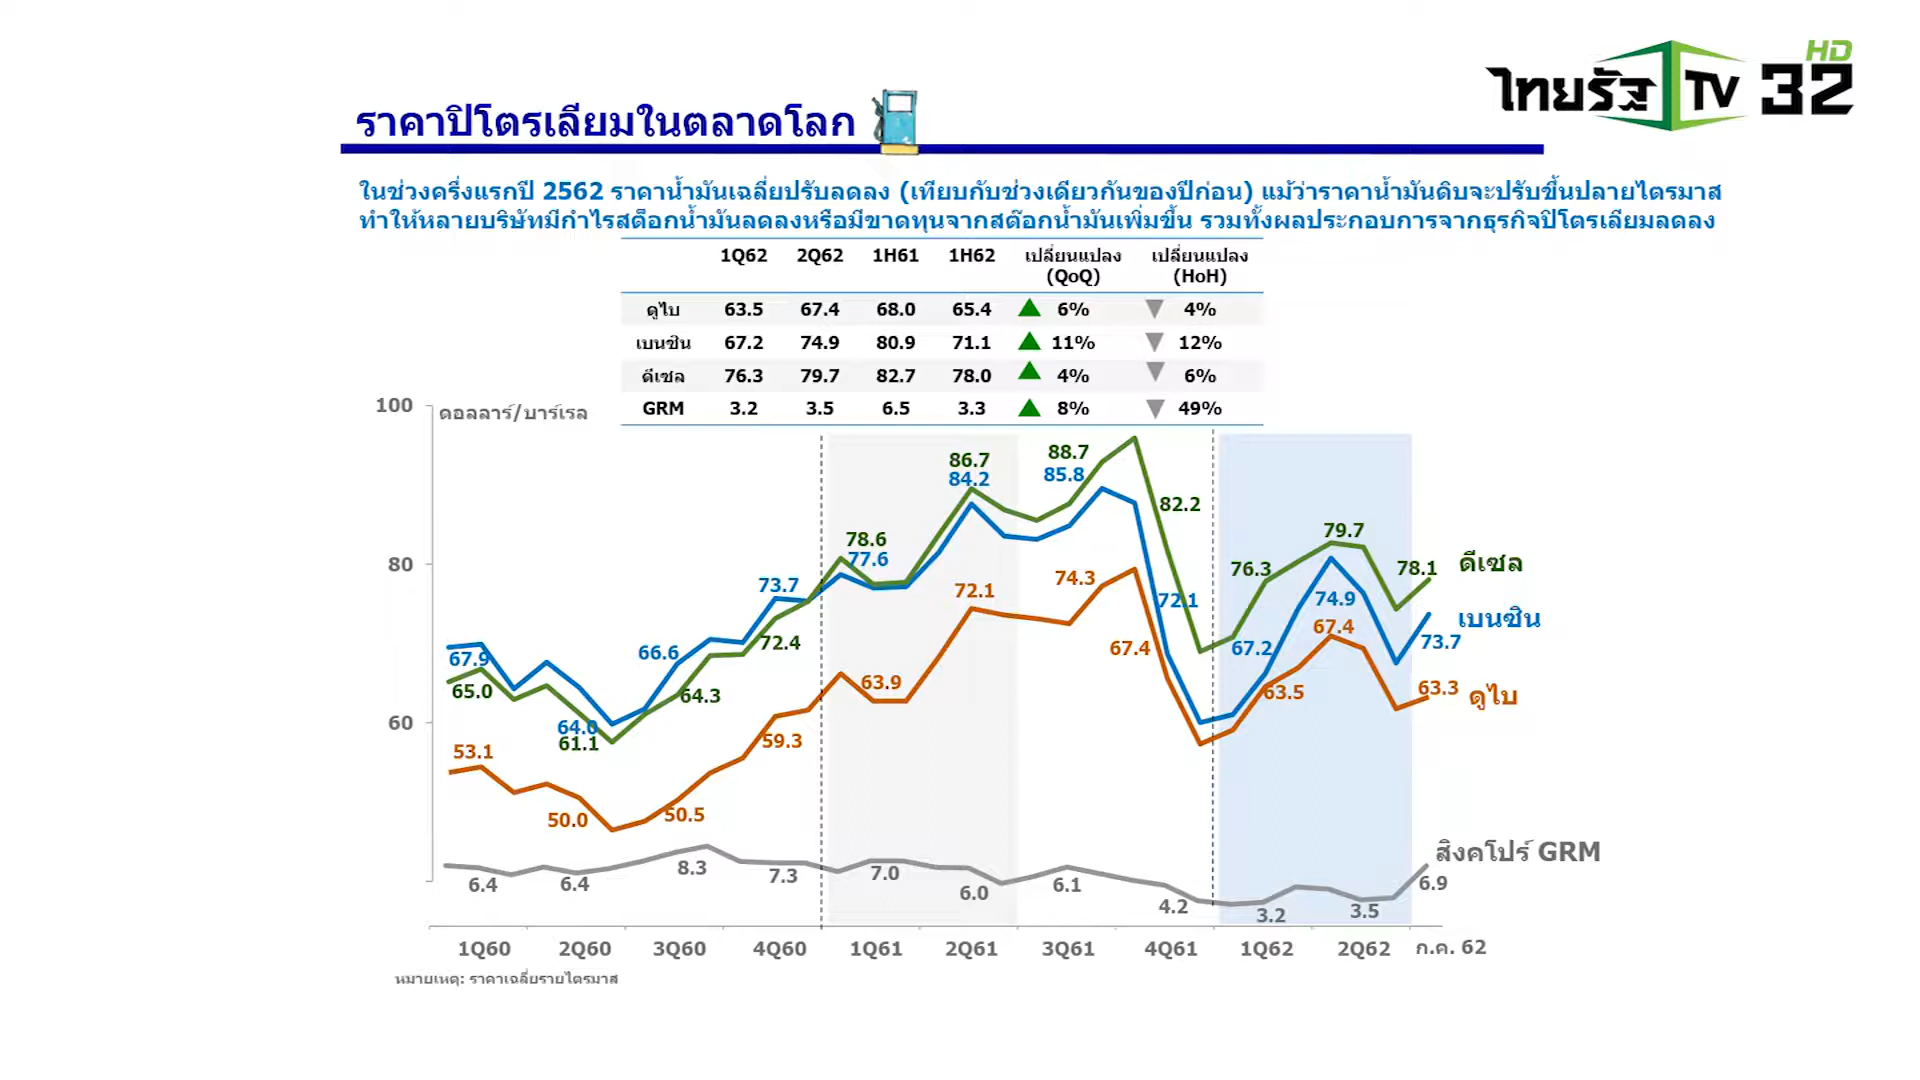 ไทยรัฐ TV 32 HD
ราคาปิโตรเลียมในตลาดโลก
ในช่วงครึ่งแรกปี 2562 ราคาน้ำมันเฉลี่ยปรับลดลง (เทียบกับช่วงเดียวกันของปีก่อน) แม้ว่าราคาน้ำมันดิบจะปรับขึ้นปลายไตรมาส
ทำให้หลายบริษัทมีกำไรสต็อกน้ำมันลดลงหรือมีขาดทุนจากสต๊อกน้ำมันเพิ่มขึ้น รวมทั้งผลประกอบการจากธุรกิจปิโตรเลียมลดลง
1Q62 2Q62 1H61 1H62 เปลี่ยนแปลง เปลี่ยนแปลง
(QoQ) (HoH)
ดูไบ 63.5 67.4 68.0 65.4 ▲ 6% ▼ 4%
เบนซิน 67.2 74.9 80.9 71.1 ▲ 11% ▼ 12%
ดีเซล 76.3 79.7 82.7 78.0 ▲ 4% ▼ 6%
GRM 3.2 3.5 6.5 3.3 ▲ 8% ▼ 49%
ดอลลาร์/บาร์เรล
100
80
60
65.0 61.1 64.3 72.4 78.6 86.7 88.7 82.2 76.3 79.7 78.1 ดีเซล
67.9 64.0 66.6 73.7 77.6 84.2 85.8 72.1 67.2 74.9 73.7 เบนซิน
53.1 50.0 50.5 59.3 63.9 72.1 74.3 67.4 63.5 67.4 63.3 ดูไบ
6.4 6.4 8.3 7.3 7.0 6.0 6.1 4.2 3.2 3.5 6.9 สิงคโปร์ GRM
1Q60 2Q60 3Q60 4Q60 1Q61 2Q61 3Q61 4Q61 1Q62 2Q62 ก.ค. 62
หมายเหตุ: ราคาเฉลี่ยรายไตรมาส